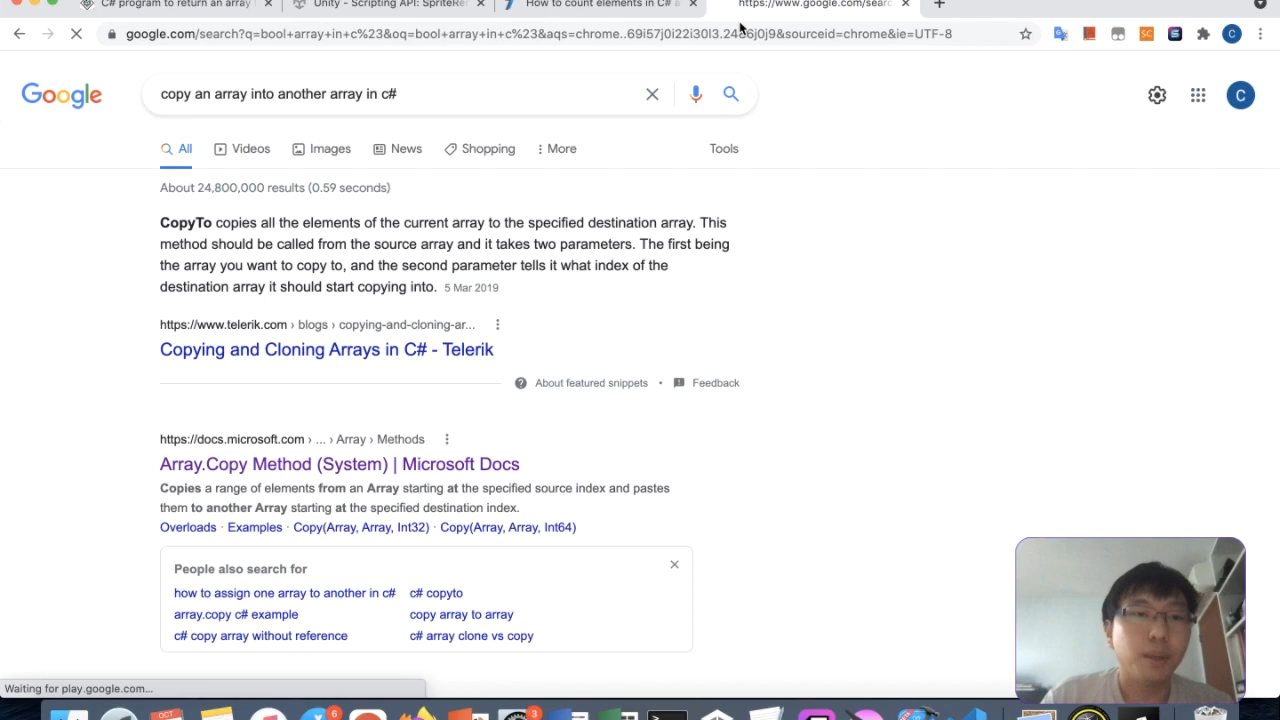 C# program to return an array
Unity - Scripting API: SpriteRer
How to count elements in C# a
https://www.google.com/searc
google.com/search?q=bool+array+in+c%23&oq=bool+array+in+c%23&aqs=chrome..69i57j0i22i30l3.2486j0j9&sourceid=chrome&ie=UTF-8
SC
S
C
Google
copy an array into another array in c#
C
All
Videos
Images
News
Shopping
More
Tools
About 24,800,000 results (0.59 seconds)
CopyTo copies all the elements of the current array to the specified destination array. This
method should be called from the source array and it takes two parameters. The first being
the array you want to copy to, and the second parameter tells it what index of the
destination array it should start copying into. 5 Mar 2019
https://www.telerik.com › blogs › copying-and-cloning-ar...
Copying and Cloning Arrays in C# - Telerik
About featured snippets • Feedback
https://docs.microsoft.com › ... › Array › Methods
Array.Copy Method (System) | Microsoft Docs
Copies a range of elements from an Array starting at the specified source index and pastes
them to another Array starting at the specified destination index.
Overloads · Examples · Copy(Array, Array, Int32) · Copy(Array, Array, Int64)
People also search for
how to assign one array to another in c#
c# copyto
array.copy c# example
copy array to array
c# copy array without reference
c# array clone vs copy
Waiting for play.google.com...
OCT
6
3